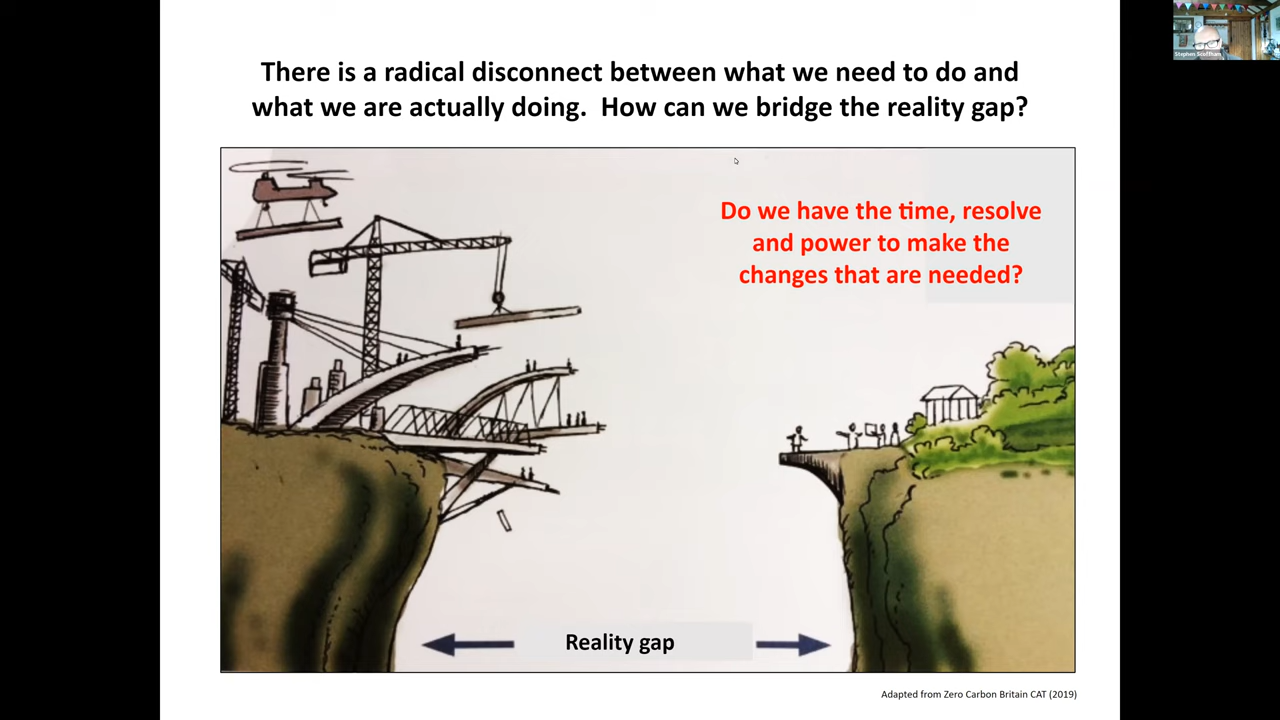 Stephen Scoffham
There is a radical disconnect between what we need to do and
what we are actually doing.  How can we bridge the reality gap?
Do we have the time, resolve
and power to make the
changes that are needed?
Reality gap
Adapted from Zero Carbon Britain CAT (2019)